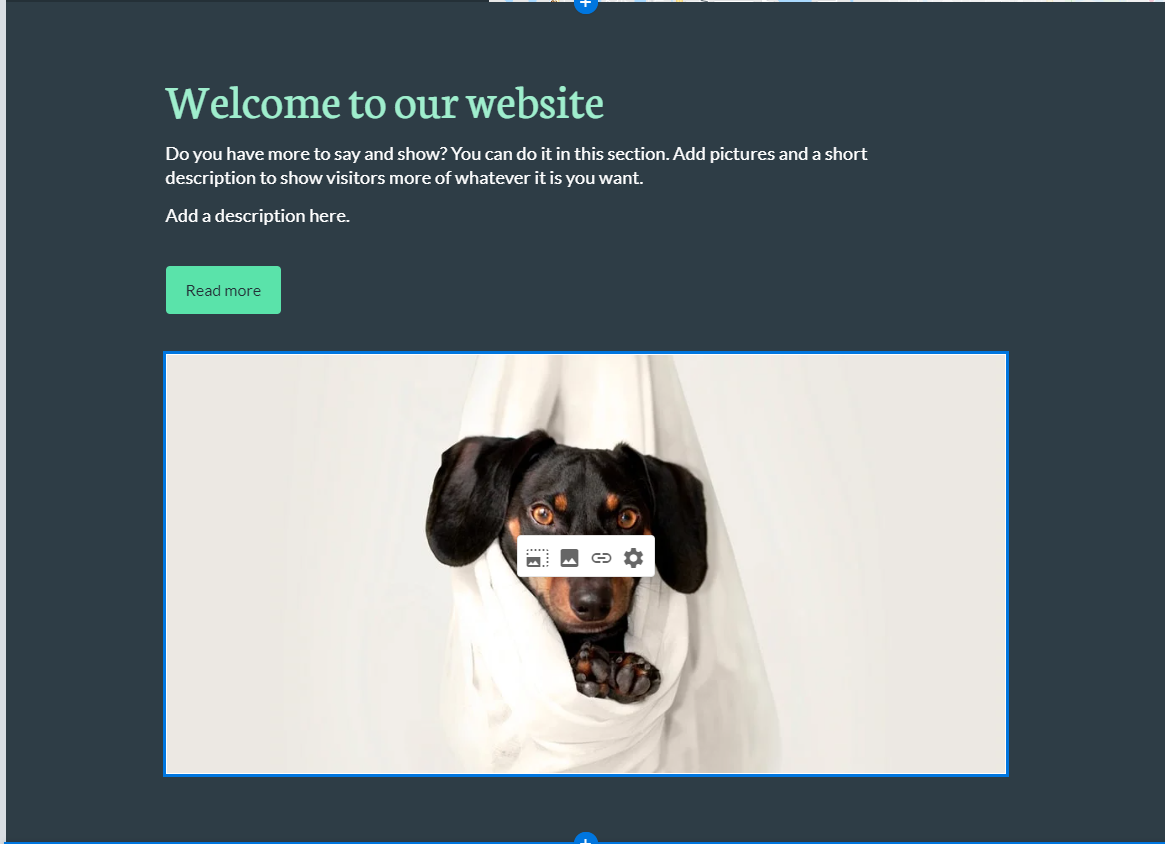 Welcome to our website
Do you have more to say and show? You can do it in this section. Add pictures and a short
description to show visitors more of whatever it is you want.
Add a description here.
Read more